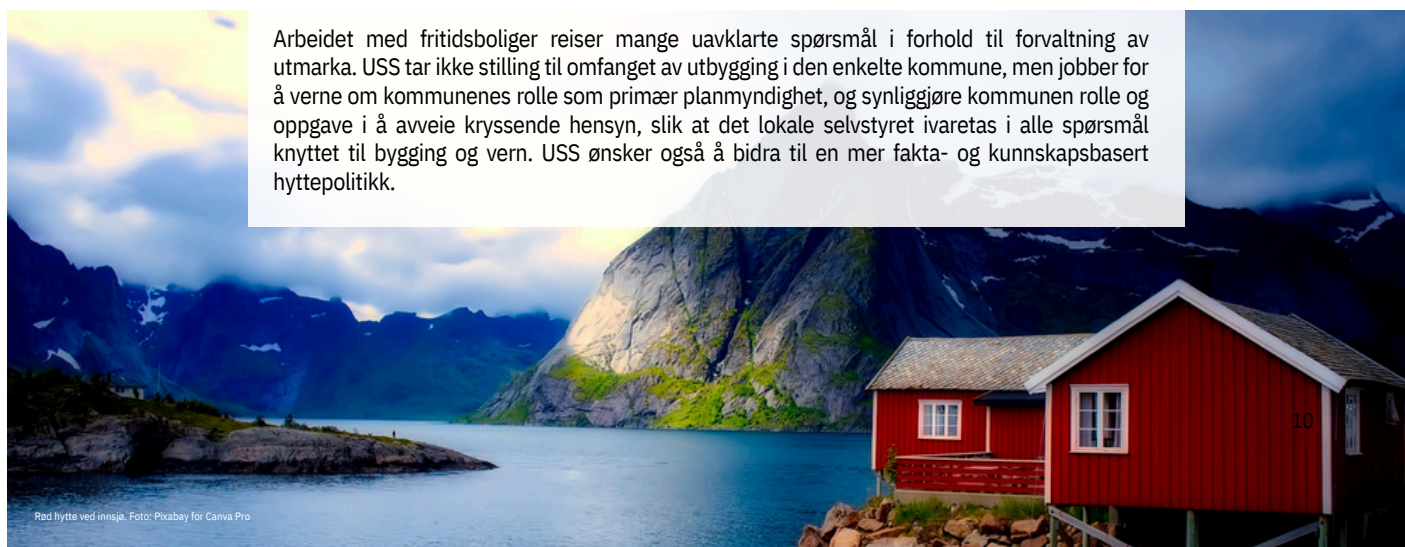 Arbeidet med fritidsboliger reiser mange uavklarte spørsmål i forhold til forvaltning av
utmarka. USS tar ikke stilling til omfanget av utbygging i den enkelte kommune, men jobber for
å verne om kommunenes rolle som primær planmyndighet, og synliggjøre kommunen rolle og
oppgave i å avveie kryssende hensyn, slik at det lokale selvstyret ivaretas i alle spørsmål
knyttet til bygging og vern. USS ønsker også å bidra til en mer fakta- og kunnskapsbasert
hyttepolitikk.
10
Rød hytte ved innsjø. Foto: Pixabay for Canva Pro